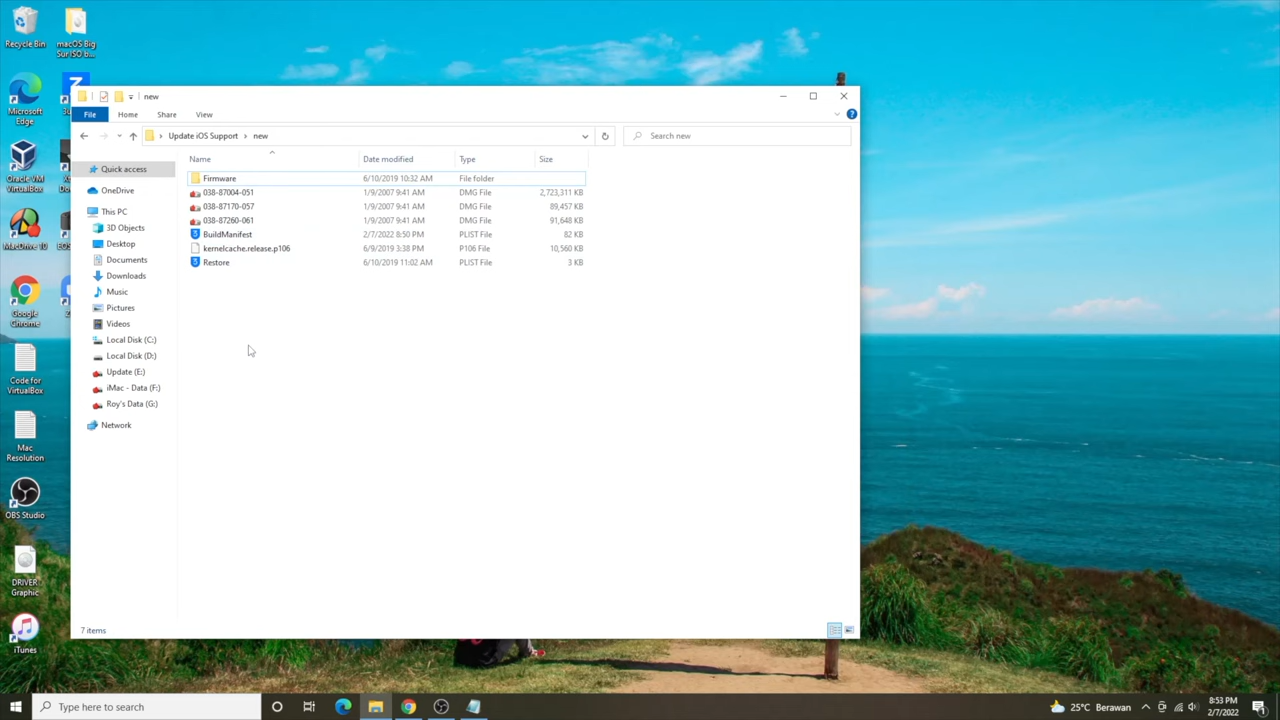 Recycle Bin
macOS Big
Sur ISO b...
new
File
Home
Share
View
Update iOS Support
new
Search new
Name
Date modified
Type
Size
Quick access
OneDrive
This PC
3D Objects
Desktop
Documents
Downloads
Music
Pictures
Videos
Local Disk (C:)
Local Disk (D:)
Update (E:)
iMac - Data (F:)
Roy's Data (G:)
Network
Firmware 6/10/2019 10:32 AM File folder
038-87004-051 1/9/2007 9:41 AM DMG File 2,723,311 KB
038-87170-057 1/9/2007 9:41 AM DMG File 89,457 KB
038-87260-061 1/9/2007 9:41 AM DMG File 91,648 KB
BuildManifest 2/7/2022 8:50 PM PLIST File 82 KB
kernelcache.release.p106 6/9/2019 3:38 PM P106 File 10,560 KB
Restore 6/10/2019 11:02 AM PLIST File 3 KB
7 items
Microsoft
Edge
3U
Oracle VM
VirtualBox
X
Do
MacDrive 10
EOS
Google
Chrome
Z
Code for
VirtualBox
Mac
Resolution
OBS Studio
DRIVER
Graphic
iTunes
Type here to search
25°C Berawan
8:53 PM
2/7/2022